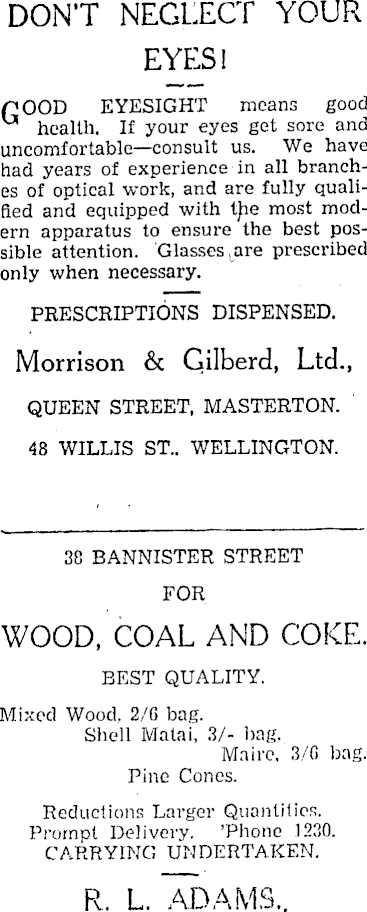 DON'T NEGLECT YOUR
EYES!
GOOD EYESIGHT means good
health. If your eyes get sore and
uncomfortable—consult us. We have
had years of experience in all branch-
es of optical work, and are fully quali-
fied and equipped with the most mod-
ern apparatus to ensure the best pos-
sible attention. Glasses are prescribed
only when necessary.
PRESCRIPTIONS DISPENSED.
Morrison & Gilberd, Ltd.,
QUEEN STREET, MASTERTON.
48 WILLIS ST., WELLINGTON.
38 BANNISTER STREET
FOR
WOOD, COAL AND COKE.
BEST QUALITY.
Mixed Wood, 2/6 bag.
Shell Matai, 3/- bag.
Maire, 3/6 bag.
Pine Cones.
Reductions Larger Quantities.
Prompt Delivery. 'Phone 1230.
CARRYING UNDERTAKEN.
R. L. ADAMS.,